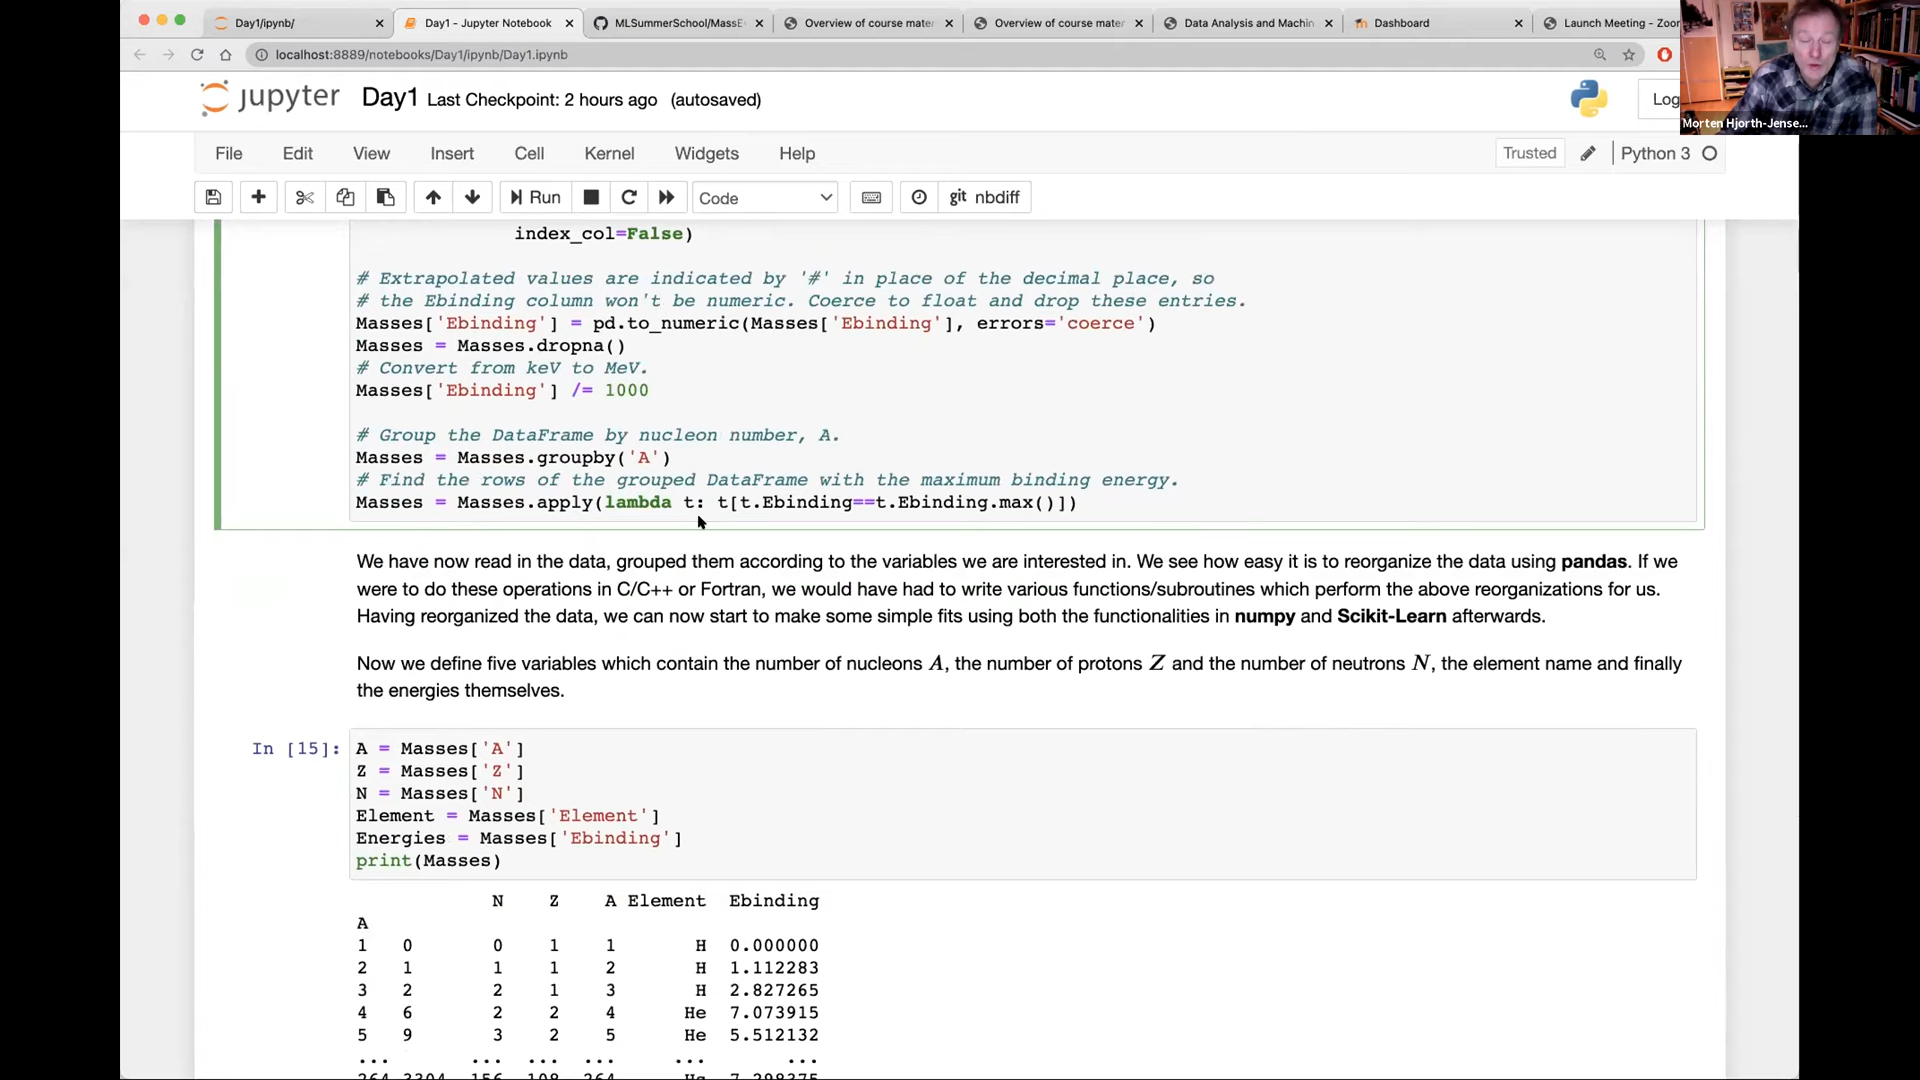 Day1/ipynb/
Day1 - Jupyter Notebook
MLSummerSchool/MassE
Overview of course mater
Overview of course mater
Data Analysis and Machin
Dashboard
Launch Meeting - Zoom
localhost:8889/notebooks/Day1/ipynb/Day1.ipynb
jupyter Day1 Last Checkpoint: 2 hours ago (autosaved)
Log
Morten Hjorth-Jense...
File Edit View Insert Cell Kernel Widgets Help
Trusted
Python 3
Run
Code
git nbdiff
index_col=False)
# Extrapolated values are indicated by '#' in place of the decimal place, so
# the Ebinding column won't be numeric. Coerce to float and drop these entries.
Masses['Ebinding'] = pd.to_numeric(Masses['Ebinding'], errors='coerce')
Masses = Masses.dropna()
# Convert from keV to MeV.
Masses['Ebinding'] /= 1000
# Group the DataFrame by nucleon number, A.
Masses = Masses.groupby('A')
# Find the rows of the grouped DataFrame with the maximum binding energy.
Masses = Masses.apply(lambda t: t[t.Ebinding==t.Ebinding.max()])
We have now read in the data, grouped them according to the variables we are interested in. We see how easy it is to reorganize the data using pandas. If we
were to do these operations in C/C++ or Fortran, we would have had to write various functions/subroutines which perform the above reorganizations for us.
Having reorganized the data, we can now start to make some simple fits using both the functionalities in numpy and Scikit-Learn afterwards.
Now we define five variables which contain the number of nucleons A, the number of protons Z and the number of neutrons N, the element name and finally
the energies themselves.
In [15]: A = Masses['A']
Z = Masses['Z']
N = Masses['N']
Element = Masses['Element']
Energies = Masses['Ebinding']
print(Masses)
N Z A Element Ebinding
A
1 0 0 1 1 H 0.000000
2 1 1 1 2 H 1.112283
3 2 2 1 3 H 2.827265
4 6 2 2 4 He 7.073915
5 9 3 2 5 He 5.512132
... ... ... ... ... ...
264 3304 156 108 264 Hs 7.298375